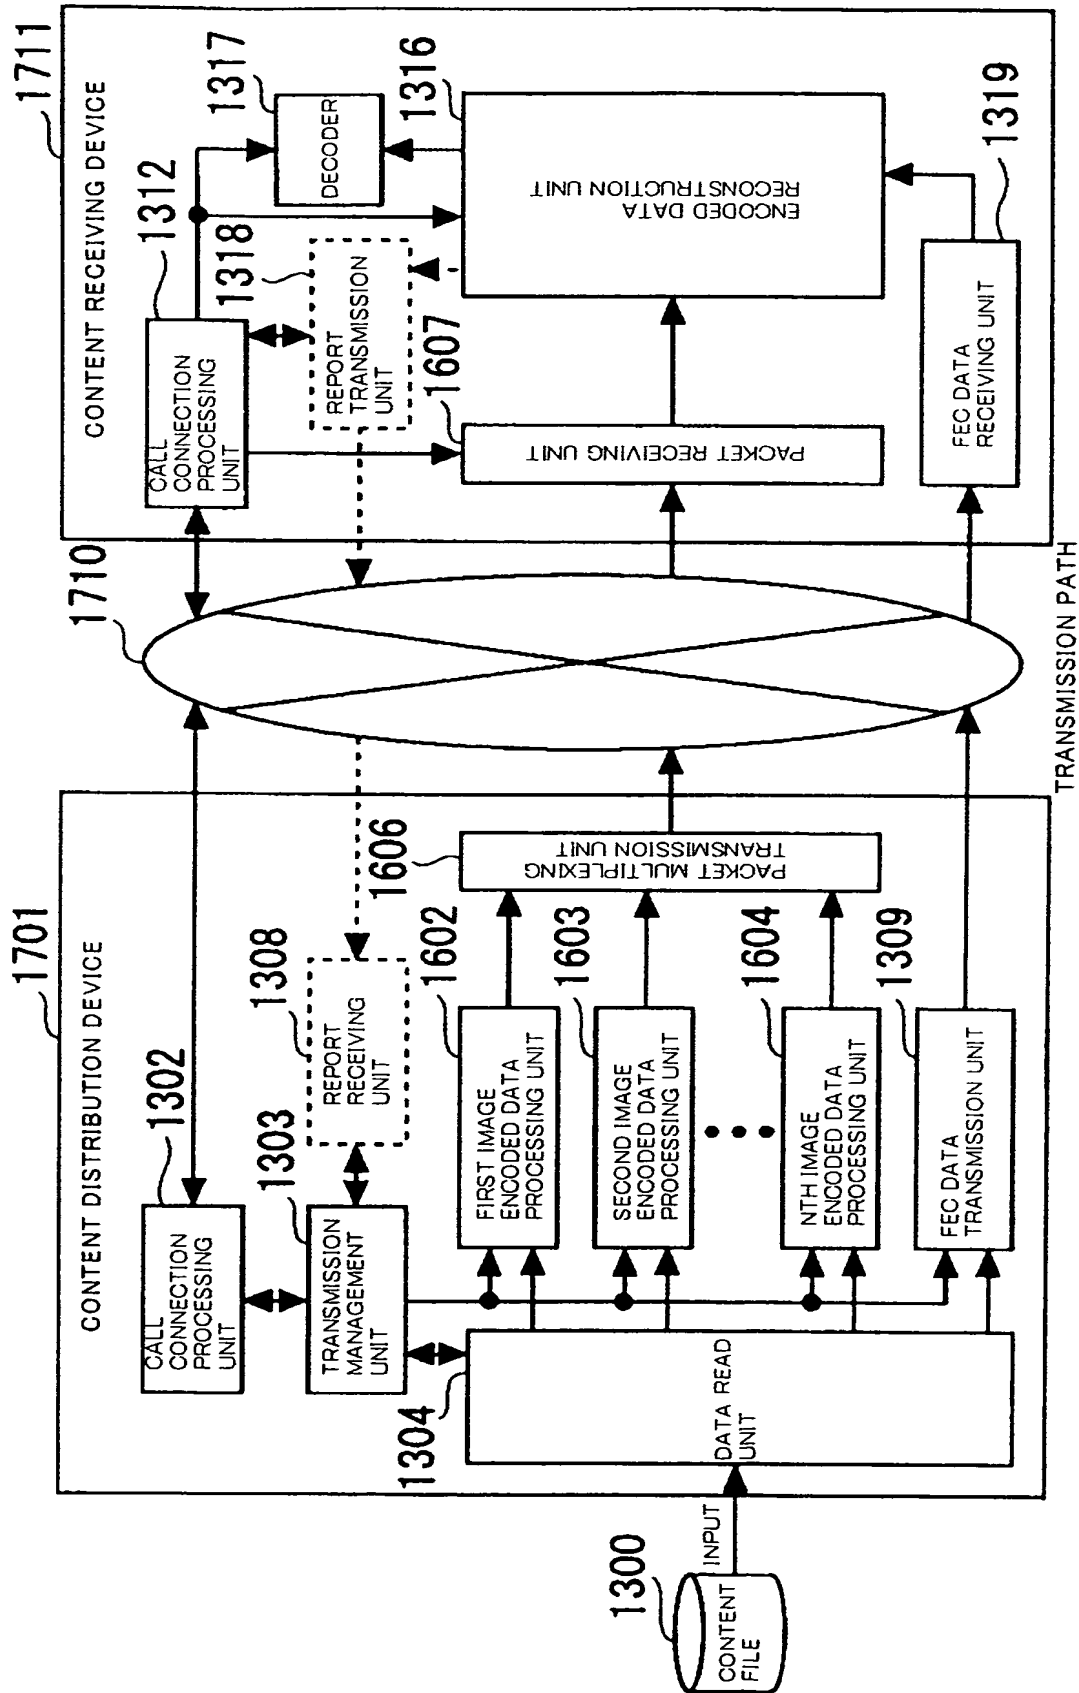 1701
CONTENT DISTRIBUTION DEVICE
1302
CALL
CONNECTION
PROCESSING
UNIT
1303
TRANSMISSION
MANAGEMENT
UNIT
1308
REPORT
RECEIVING
UNIT
1304
DATA READ
UNIT
1300
CONTENT
FILE
INPUT
1602
FIRST IMAGE
ENCODED DATA
PROCESSING UNIT
1603
SECOND IMAGE
ENCODED DATA
PROCESSING UNIT
1604
NTH IMAGE
ENCODED DATA
PROCESSING UNIT
1309
FEC DATA
TRANSMISSION UNIT
1606
PACKET MULTIPLEXING
TRANSMISSION UNIT
1710
TRANSMISSION PATH
1711
CONTENT RECEIVING DEVICE
1312
CALL
CONNECTION
PROCESSING
UNIT
1318
REPORT
TRANSMISSION
UNIT
1317
DECODER
1607
PACKET RECEIVING UNIT
1316
ENCODED DATA
RECONSTRUCTION UNIT
1319
FEC DATA
RECEIVING UNIT